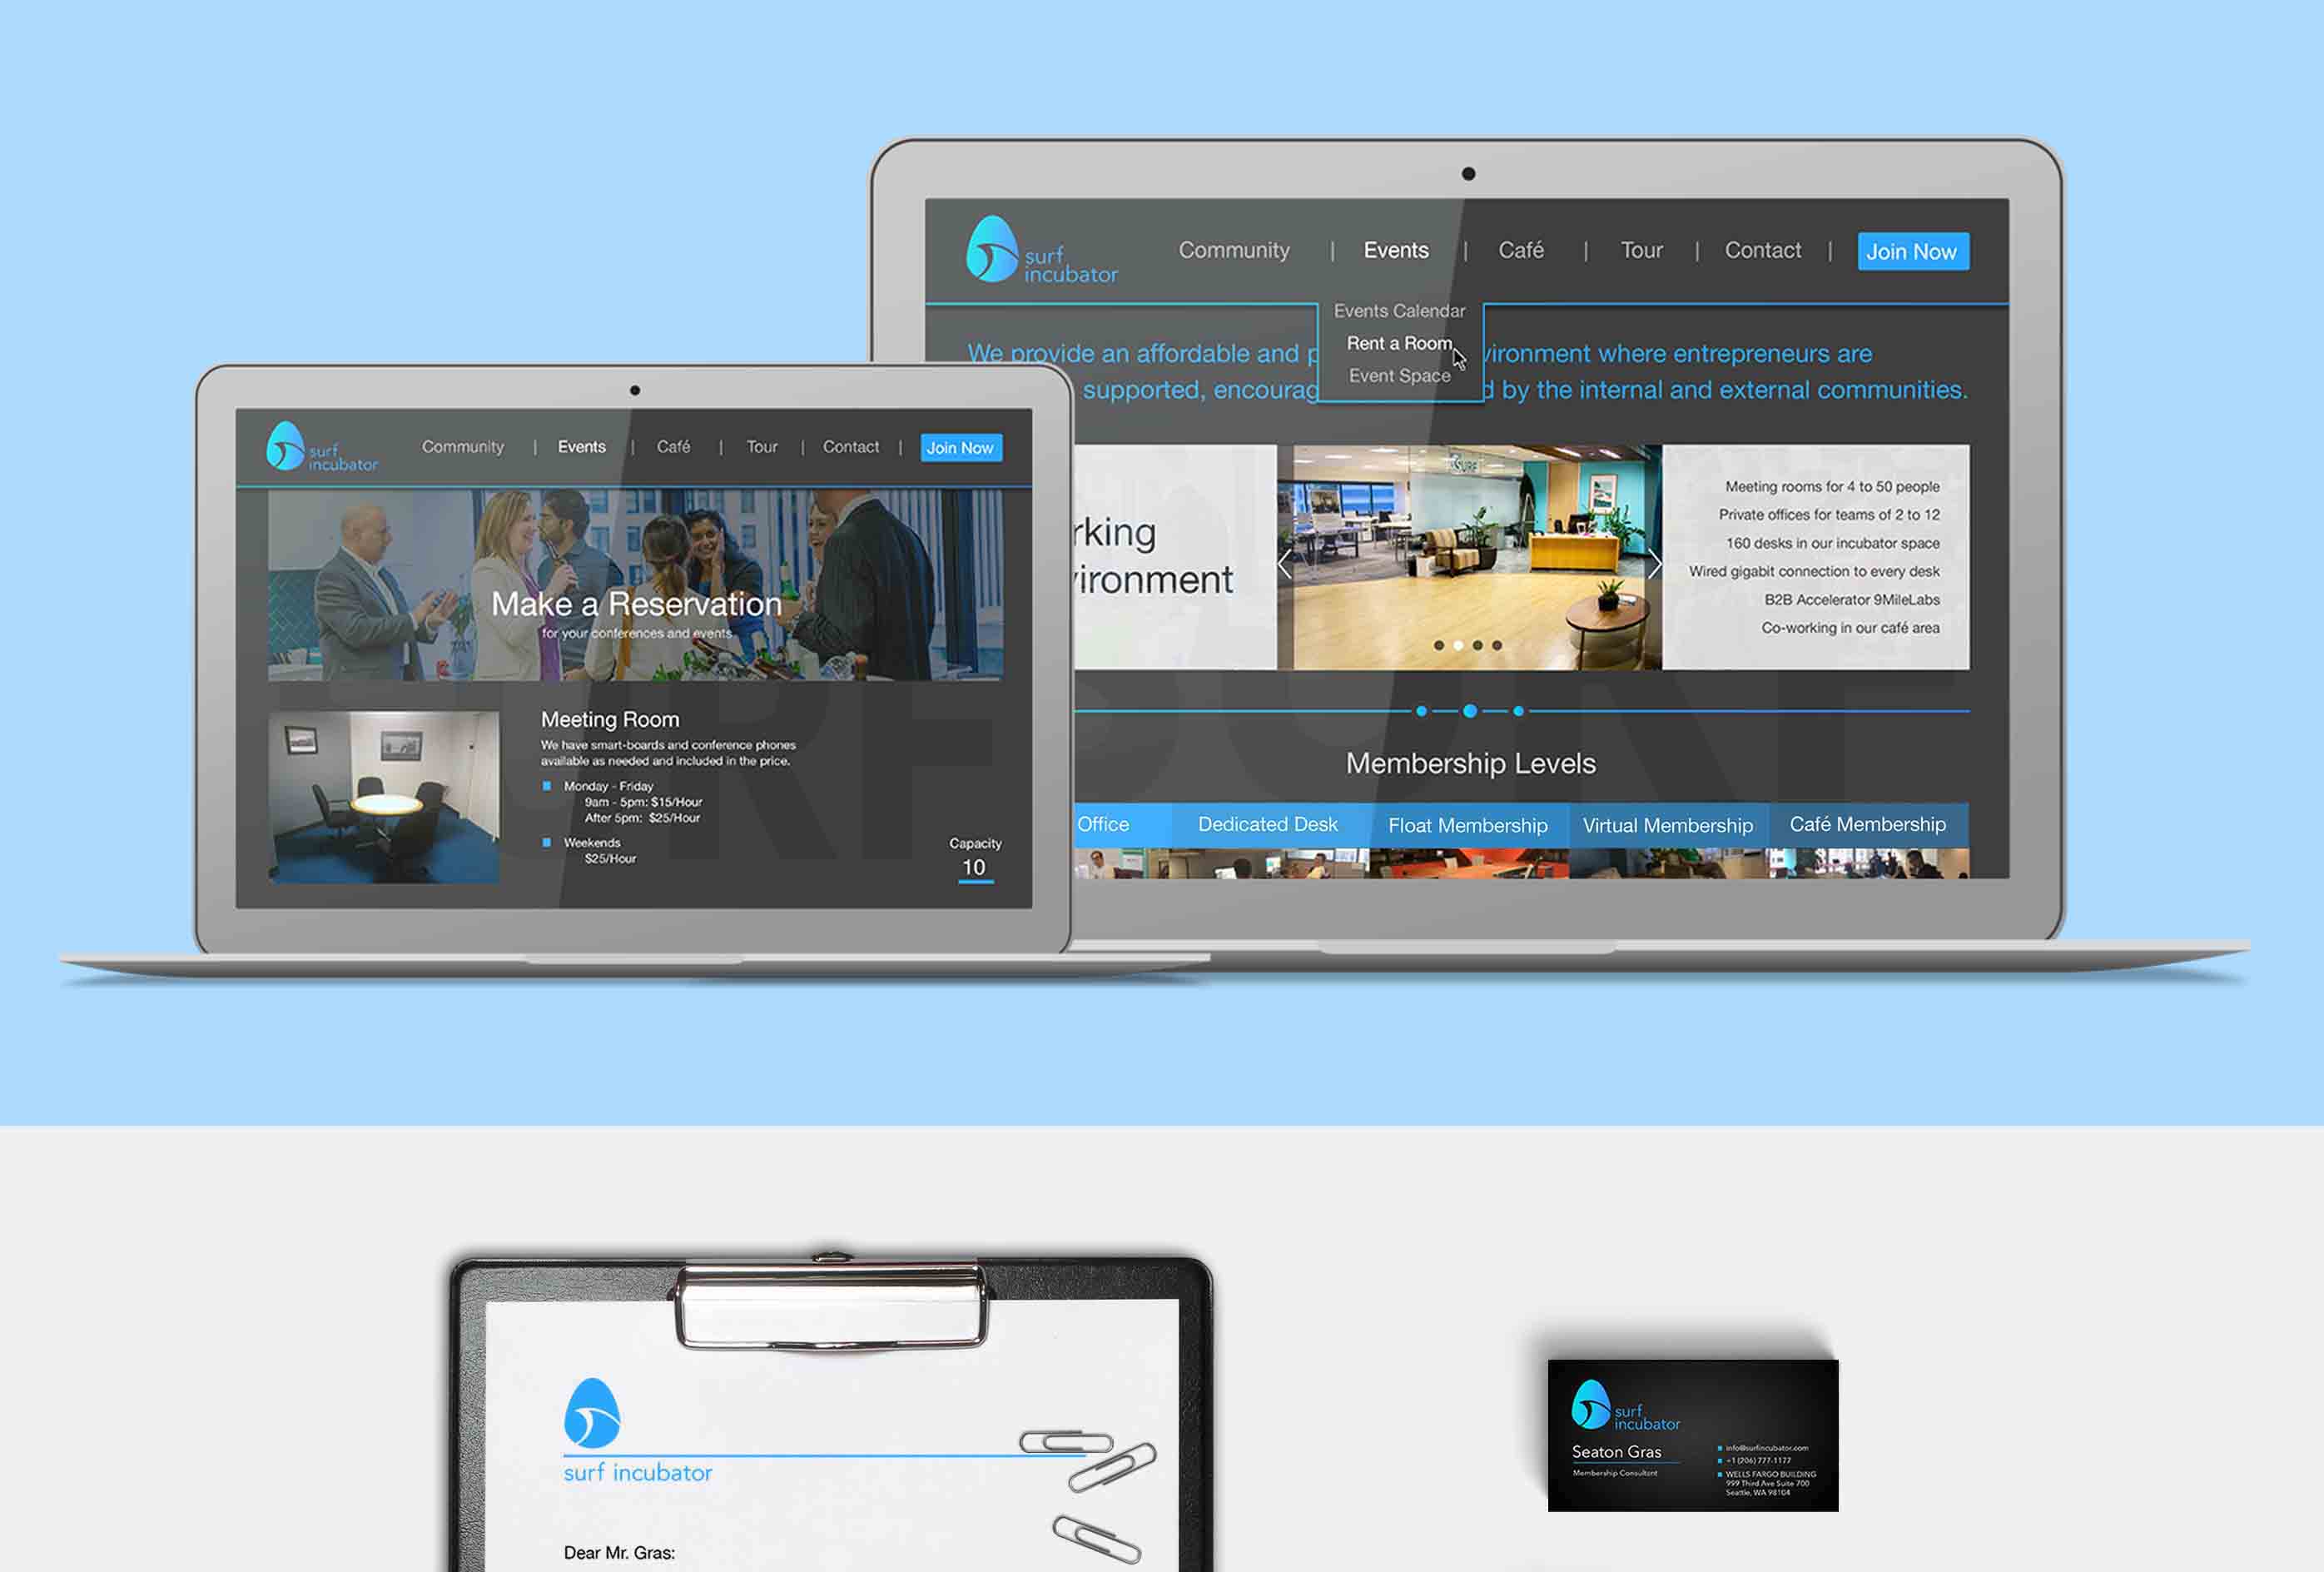 surf
incubator
Community | Events | Café | Tour | Contact | Join Now
Events Calendar
Rent a Room
Event Space
We provide an affordable and p
vironment where entrepreneurs are
supported, encourag
d by the internal and external communities.
rking
vironment
SURF
Meeting rooms for 4 to 50 people
Private offices for teams of 2 to 12
160 desks in our incubator space
Wired gigabit connection to every desk
B2B Accelerator 9MileLabs
Co-working in our café area
SURF
Membership Levels
Office
Dedicated Desk
Float Membership
Virtual Membership
Café Membership
surf
incubator
Community | Events | Café | Tour | Contact | Join Now
Make a Reservation
for your conferences and events
URF
Meeting Room
We have smart-boards and conference phones
available as needed and included in the price.
Monday - Friday
9am - 5pm: $15/Hour
After 5pm: $25/Hour
Weekends
$25/Hour
Capacity
10
surf incubator
Dear Mr. Gras:
surf
incubator
Seaton Gras
Membership Consultant
info@surfincubator.com
+1 (206) 777-1177
WELLS FARGO BUILDING
999 Third Ave Suite 700
Seattle, WA 98104